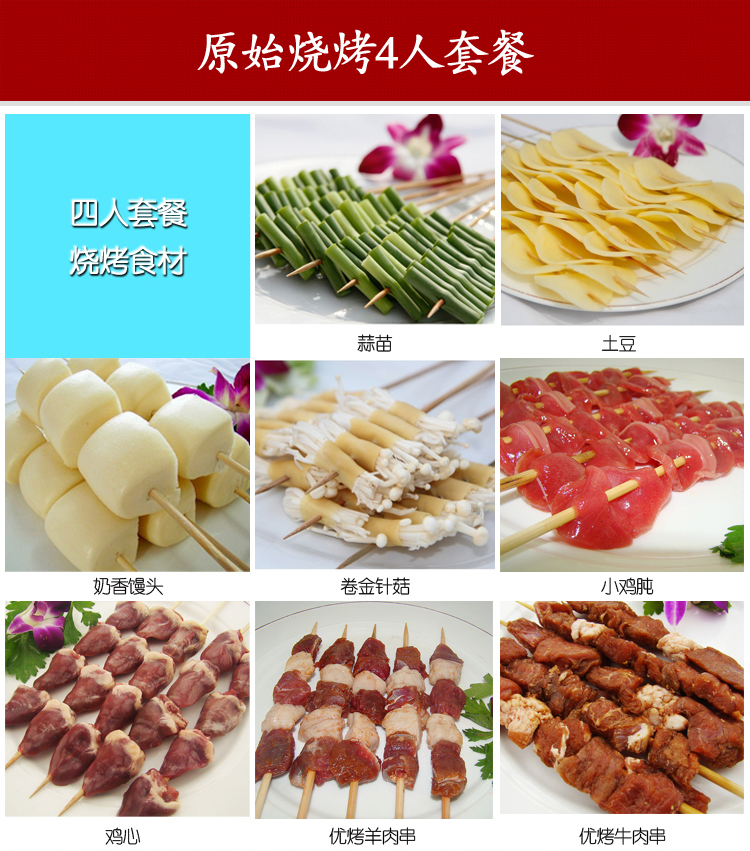 原始烧烤4人套餐
四人套餐
烧烤食材
蒜苗
土豆
奶香馒头
卷金针菇
小鸡肫
鸡心
优烤羊肉串
优烤牛肉串